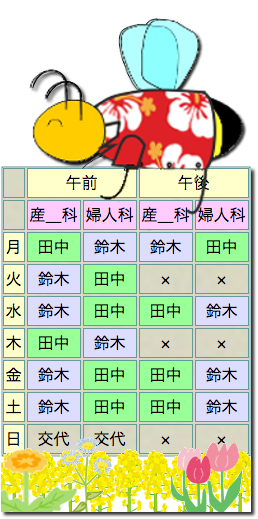 午前 午後
産__科 婦人科 産__科 婦人科
月 田中 鈴木 鈴木 田中
火 鈴木 田中 × ×
水 鈴木 田中 田中 鈴木
木 田中 鈴木 × ×
金 鈴木 田中 田中 鈴木
土 鈴木 田中 田中 鈴木
日 交代 交代 × ×